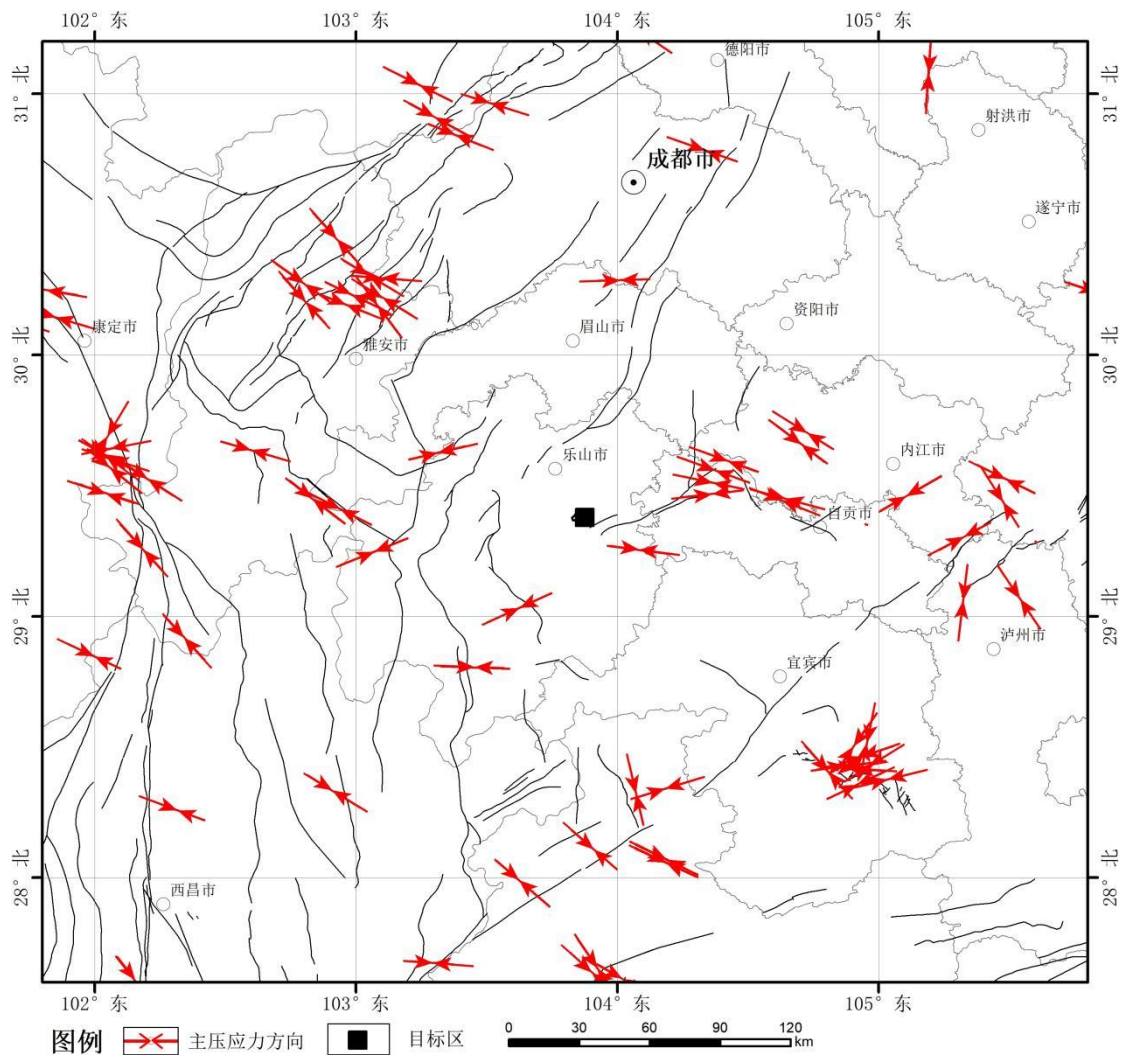 102° 东
103° 东
104° 东
105° 东
31° 北
31° 北
30° 北
30° 北
29° 北
29° 北
28° 北
28° 北
德阳市
射洪市
成都市
遂宁市
资阳市
康定市
眉山市
雅安市
内江市
乐山市
自贡市
泸州市
宜宾市
西昌市
102° 东
103° 东
104° 东
105° 东
图例
主压应力方向
目标区
0 30 60 90 120
km